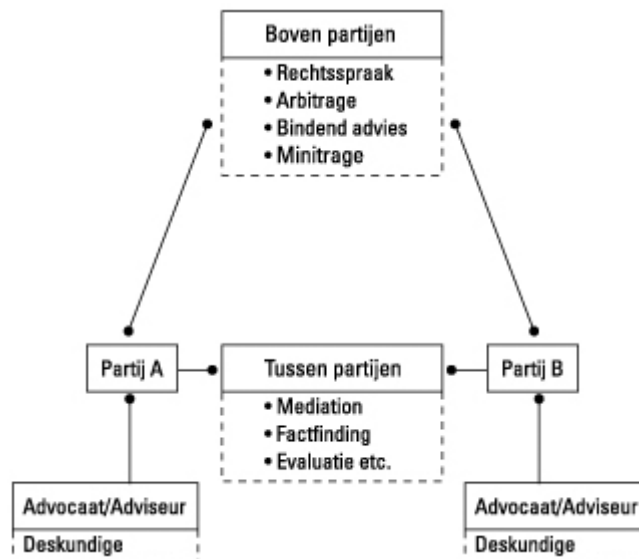 Boven partijen
• Rechtsspraak
• Arbitrage
• Bindend advies
• Minitrage
Partij A
Tussen partijen
Partij B
• Mediation
• Factfinding
• Evaluatie etc.
Advocaat/Adviseur
Deskundige
Advocaat/Adviseur
Deskundige